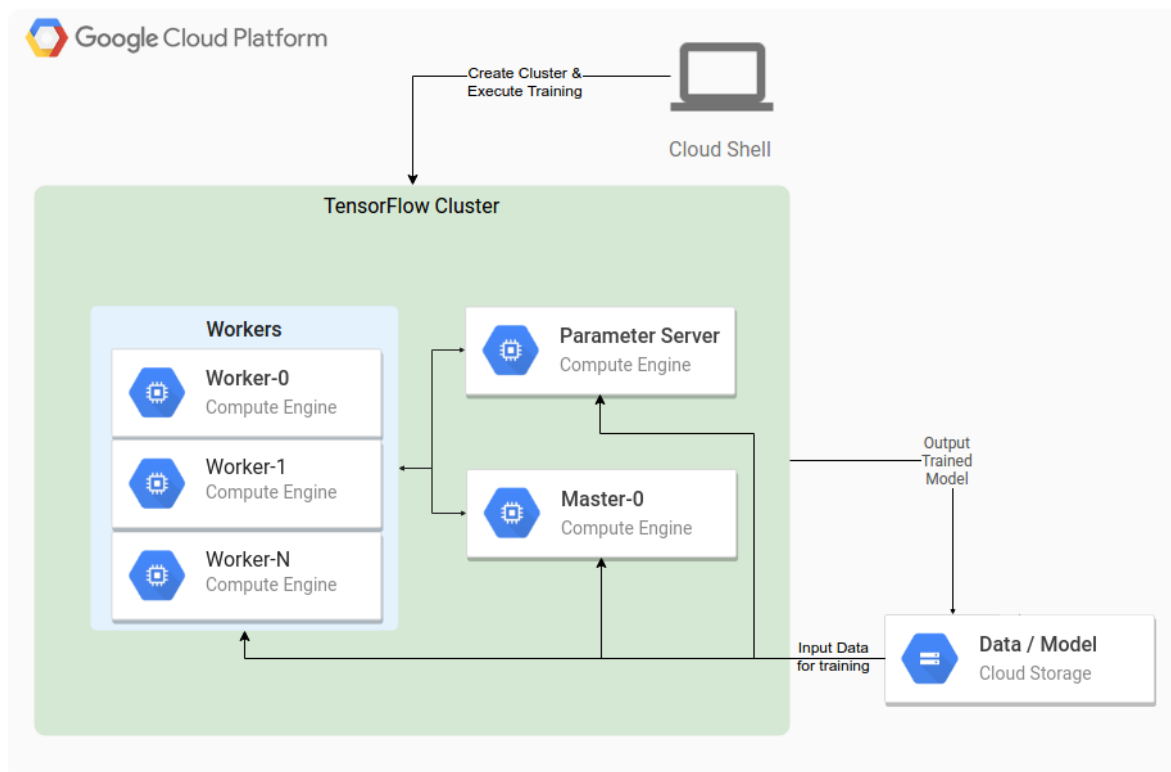 Google Cloud Platform
Create Cluster &
Execute Training
Cloud Shell
TensorFlow Cluster
Workers
Worker-0
Compute Engine
Worker-1
Compute Engine
Worker-N
Compute Engine
Parameter Server
Compute Engine
Master-0
Compute Engine
Output
Trained
Model
Input Data
for training
Data / Model
Cloud Storage